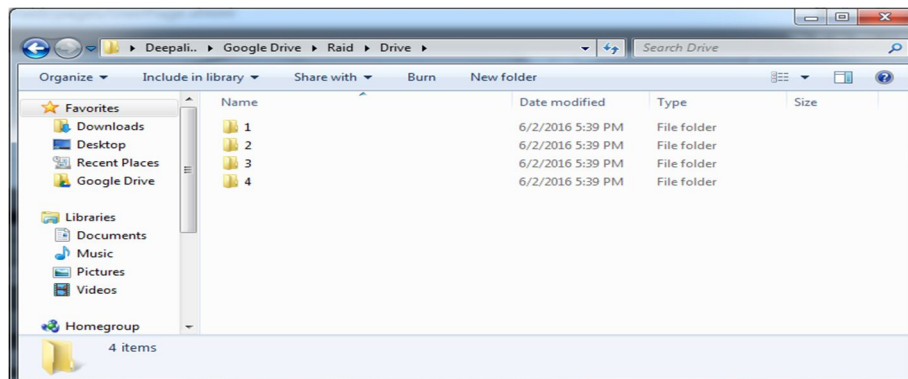 Deepali.. ▸ Google Drive ▸ Raid ▸ Drive ▸
Search Drive
Organize Include in library Share with Burn New folder
Favorites
Downloads
Desktop
Recent Places
Google Drive
Libraries
Documents
Music
Pictures
Videos
Homegroup
Name Date modified Type Size
1 6/2/2016 5:39 PM File folder
2 6/2/2016 5:39 PM File folder
3 6/2/2016 5:39 PM File folder
4 6/2/2016 5:39 PM File folder
4 items